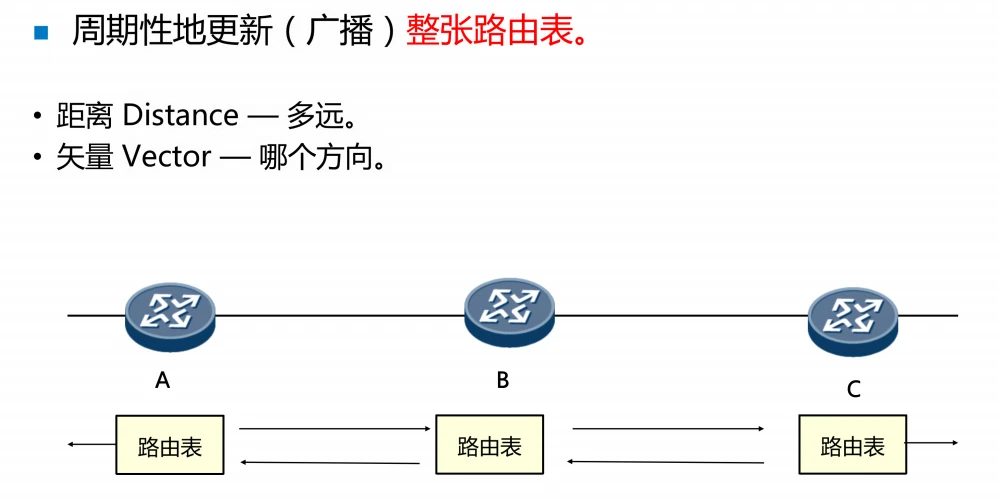 周期性地更新（广播）整张路由表。
距离 Distance — 多远。
矢量 Vector — 哪个方向。
A
B
C
路由表
路由表
路由表